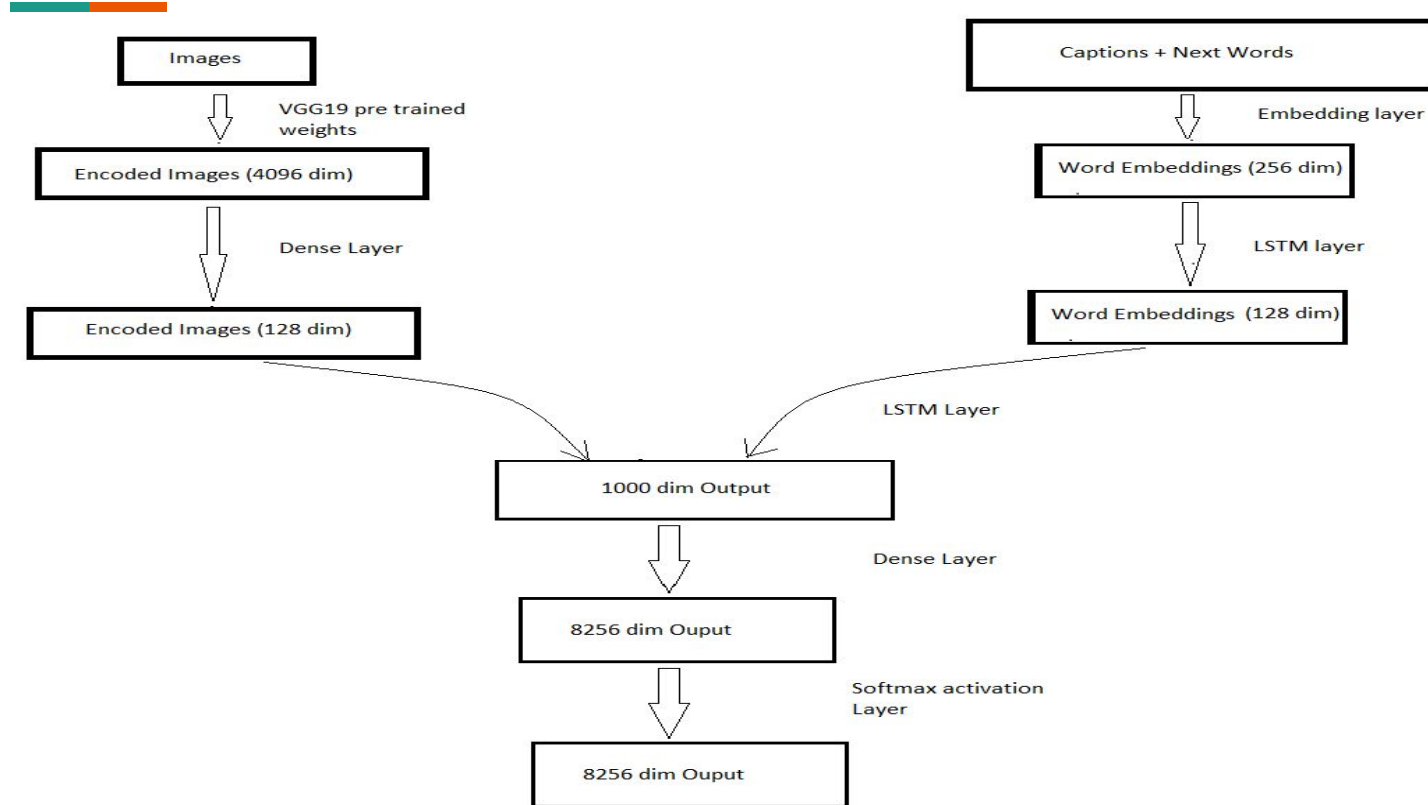 Images
VGG19 pre trained
weights
Encoded Images (4096 dim)
Dense Layer
Encoded Images (128 dim)
Captions + Next Words
Embedding layer
Word Embeddings (256 dim)
LSTM layer
Word Embeddings (128 dim)
LSTM Layer
1000 dim Output
Dense Layer
8256 dim Ouput
Softmax activation
Layer
8256 dim Ouput